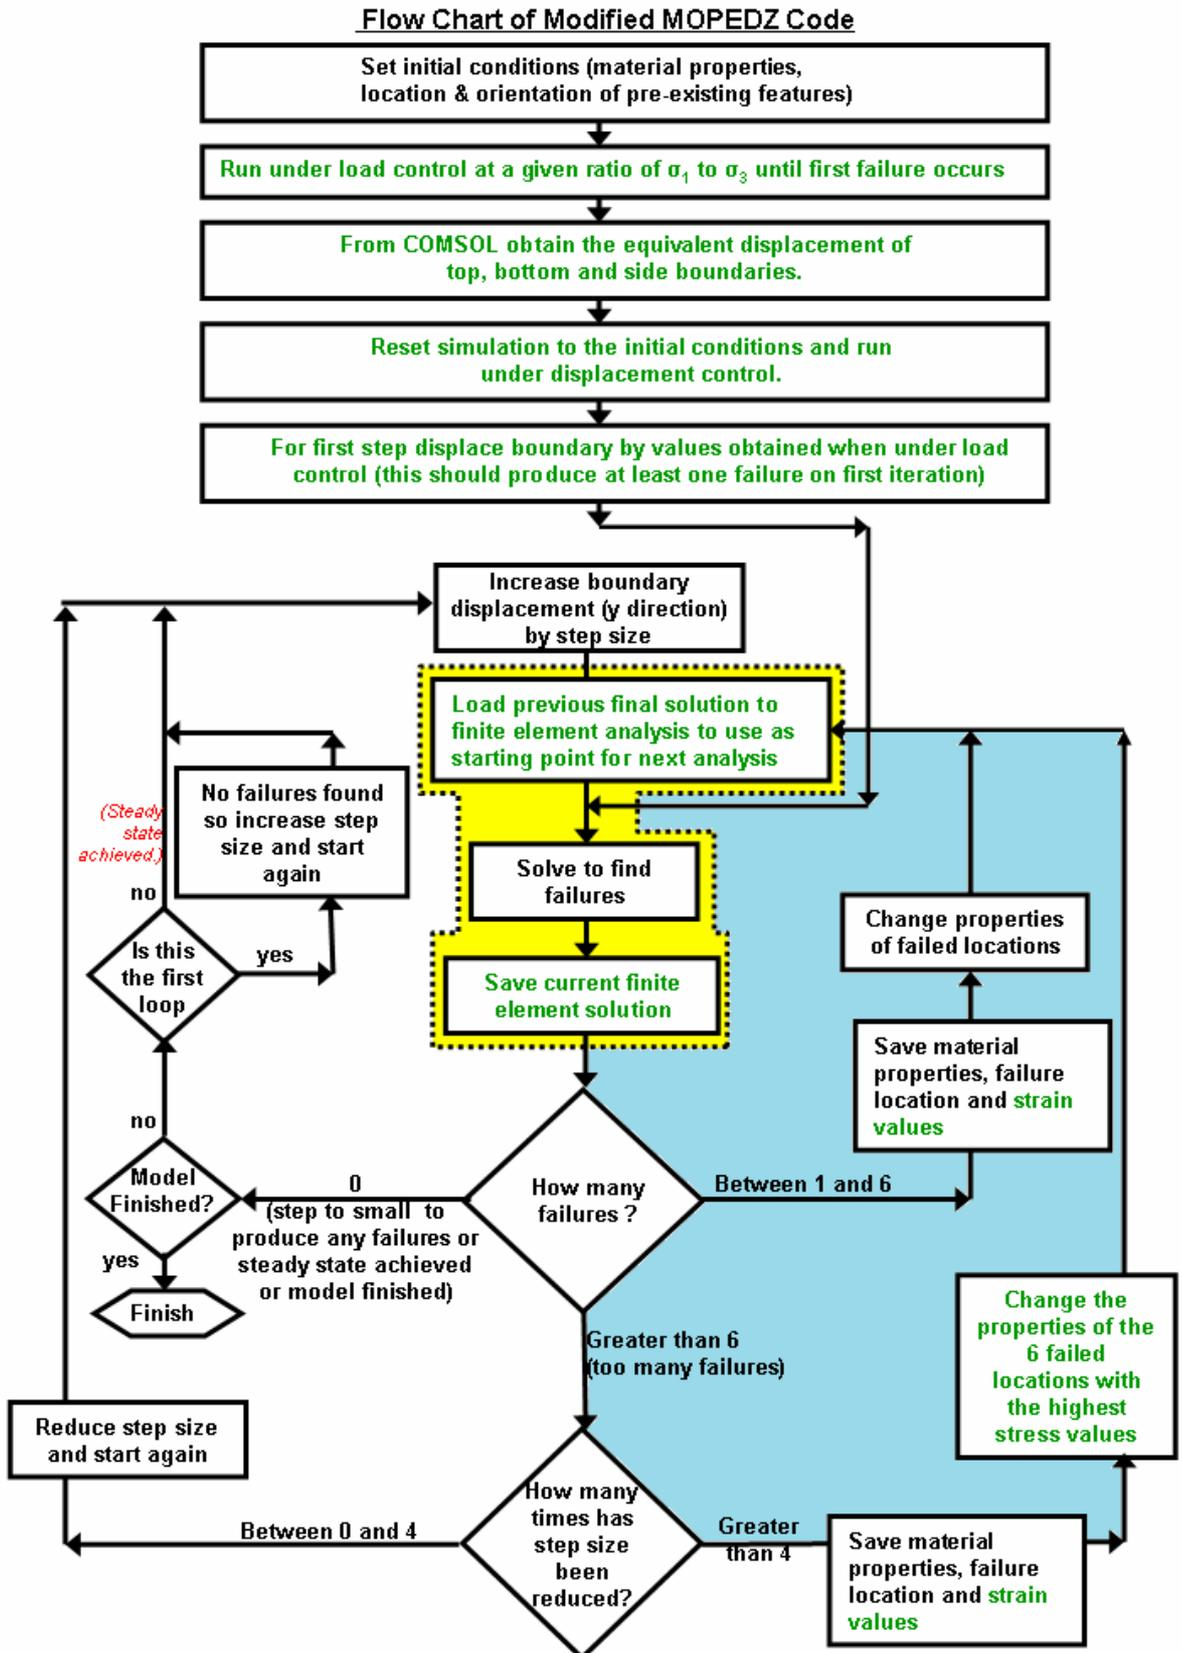 Flow Chart of Modified MOPEDZ Code
Set initial conditions (material properties,
location & orientation of pre-existing features)
Run under load control at a given ratio of σ₁ to σ₃ until first failure occurs
From COMSOL obtain the equivalent displacement of
top, bottom and side boundaries.
Reset simulation to the initial conditions and run
under displacement control.
For first step displace boundary by values obtained when under load
control (this should produce at least one failure on first iteration)
Increase boundary
displacement (y direction)
by step size
Load previous final solution to
finite element analysis to use as
starting point for next analysis
No failures found
so increase step
size and start
again
(Steady
state
achieved.)
no
Solve to find
failures
Change properties
of failed locations
Is this
the first
loop
yes
Save current finite
element solution
Save material
properties, failure
location and strain
values
no
Model
Finished?
0
(step to small to
produce any failures or
steady state achieved
or model finished)
How many
failures ?
Between 1 and 6
yes
Finish
Greater than 6
(too many failures)
Change the
properties of the
6 failed
locations with
the highest
stress values
Reduce step size
and start again
Between 0 and 4
How many
times has
step size
been
reduced?
Greater
than 4
Save material
properties, failure
location and strain
values